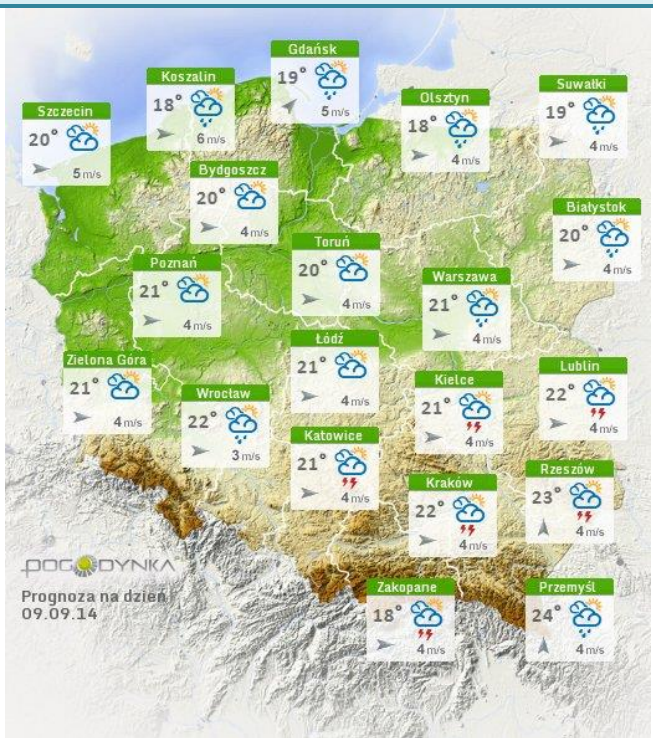 Gdańsk
19°
5 m/s
Koszalin
18°
6 m/s
Szczecin
20°
5 m/s
Olsztyn
18°
4 m/s
Suwałki
19°
4 m/s
Bydgoszcz
20°
4 m/s
Białystok
20°
4 m/s
Toruń
20°
4 m/s
Poznań
21°
4 m/s
Warszawa
21°
4 m/s
Łódź
21°
4 m/s
Zielona Góra
21°
4 m/s
Wrocław
22°
3 m/s
Kielce
21°
4 m/s
Lublin
22°
4 m/s
Katowice
21°
4 m/s
Kraków
22°
4 m/s
Rzeszów
23°
4 m/s
Zakopane
18°
4 m/s
Przemyśl
24°
4 m/s
POGODYNKA
Prognoza na dzień
09.09.14